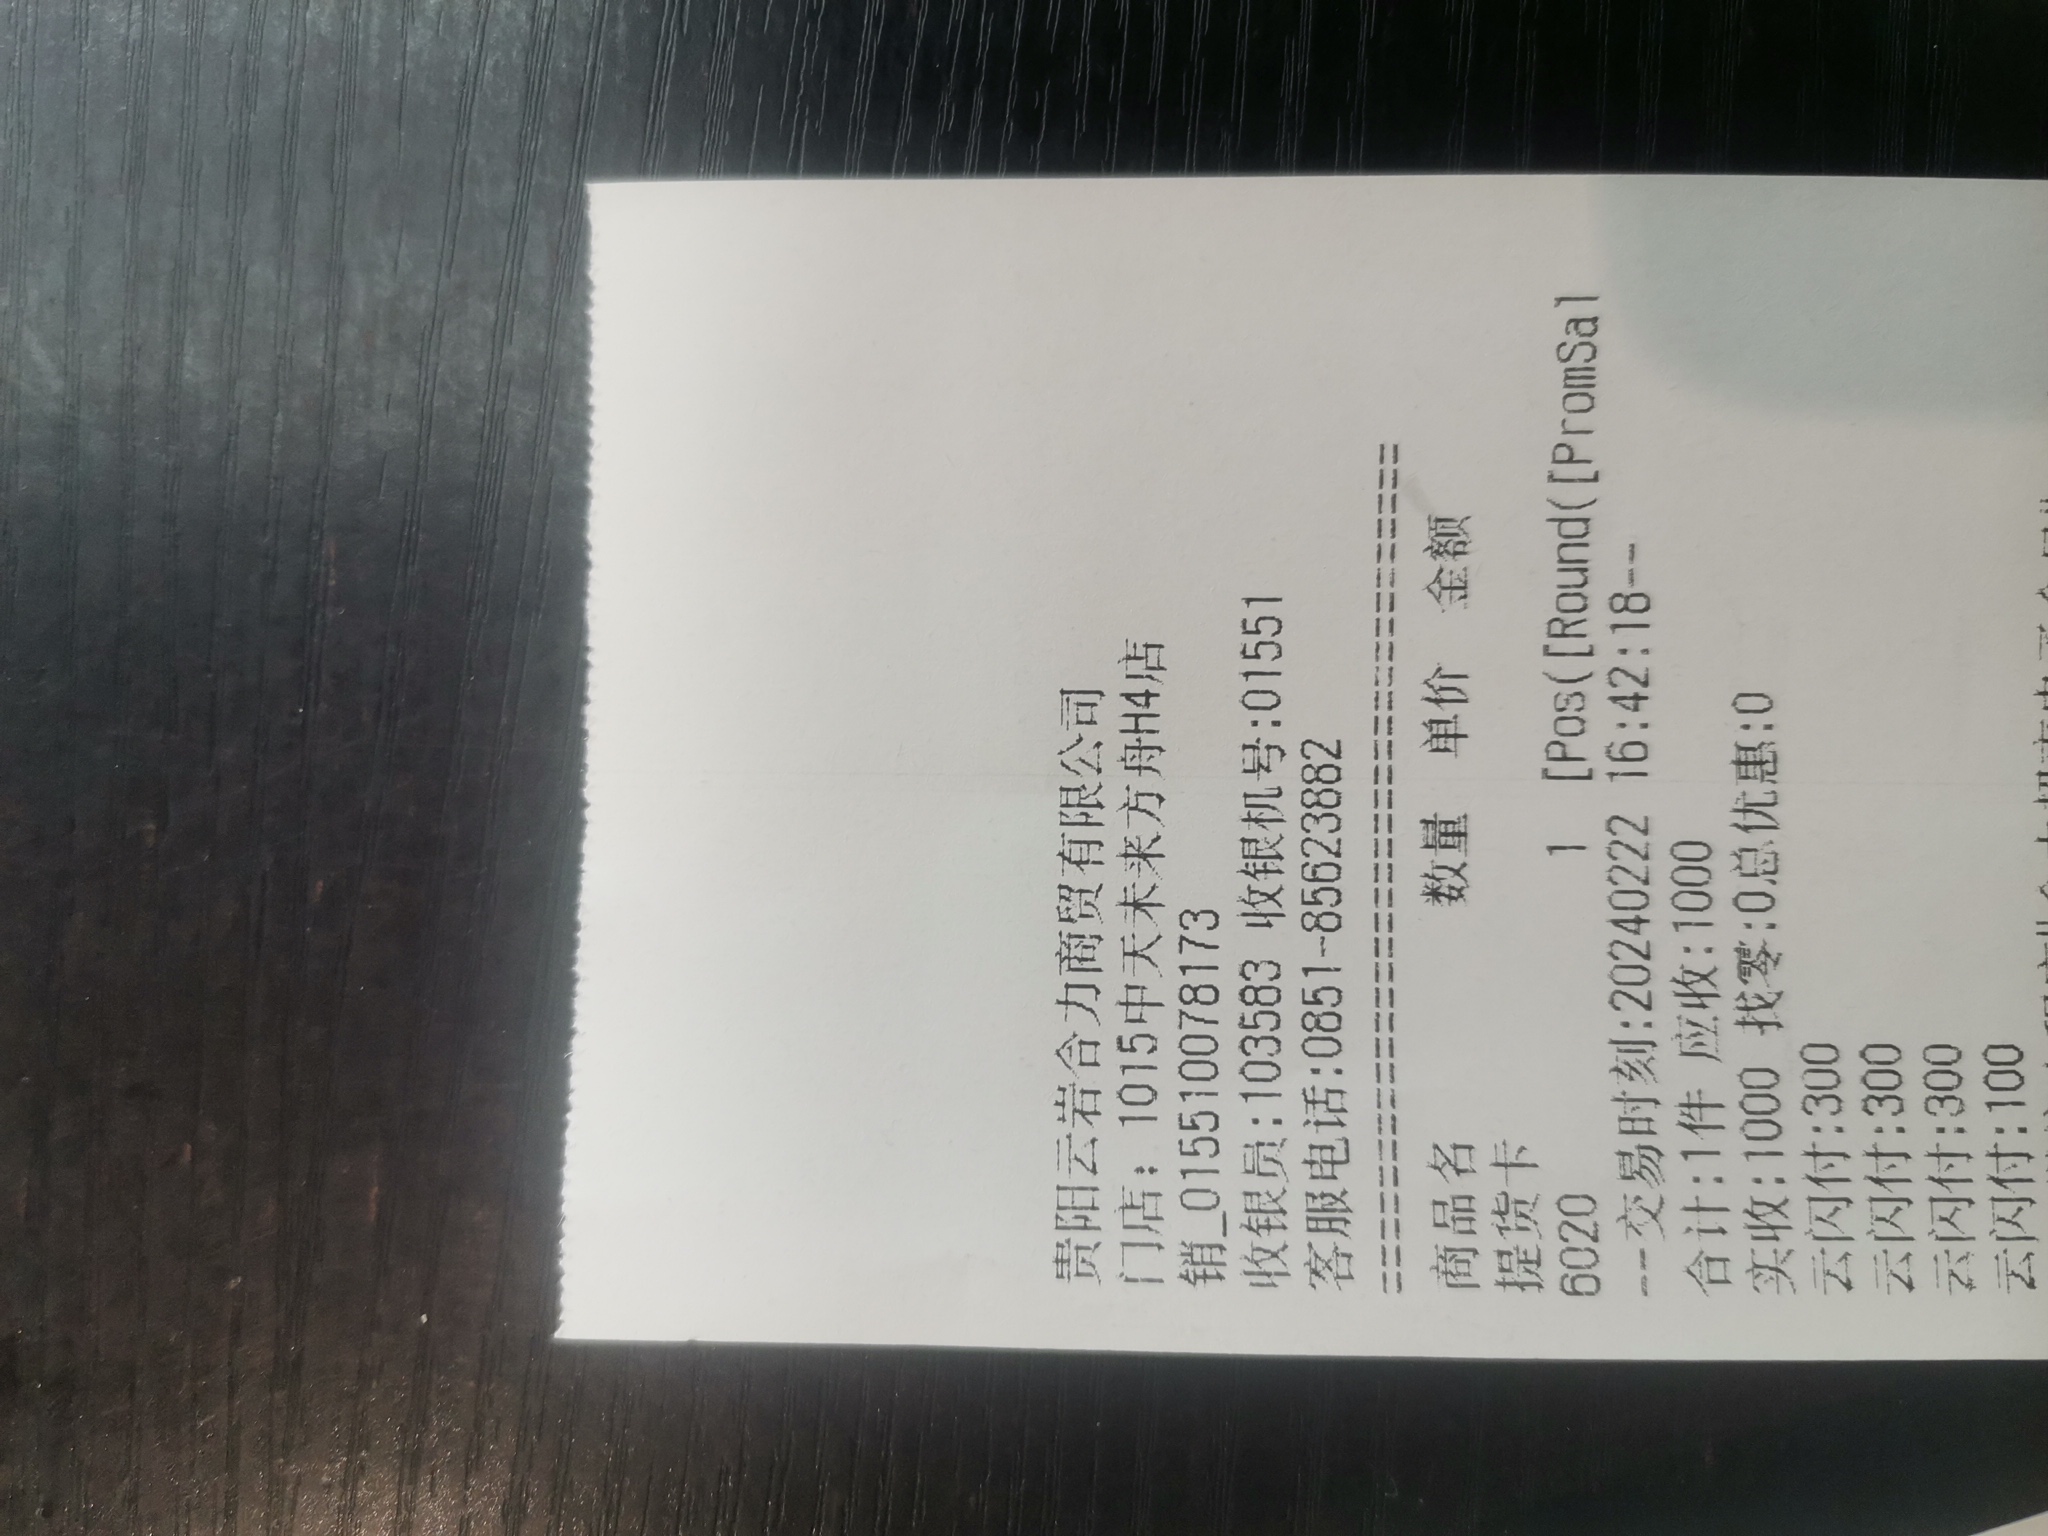 贵阳云岩合力商贸有限公司
门店：1015中天未来方舟H4店
销_015510078173
收银员:103583 收银机号:01551
客服电话:0851-85623882
========================================
商品名 数量 单价 金额
提货卡
6020 1 [Pos([Round([PromSal
--交易时刻:20240222 16:42:18--
合计:1件 应收:1000
实收:1000 找零:0总优惠:0
云闪付:300
云闪付:300
云闪付:300
云闪付:100